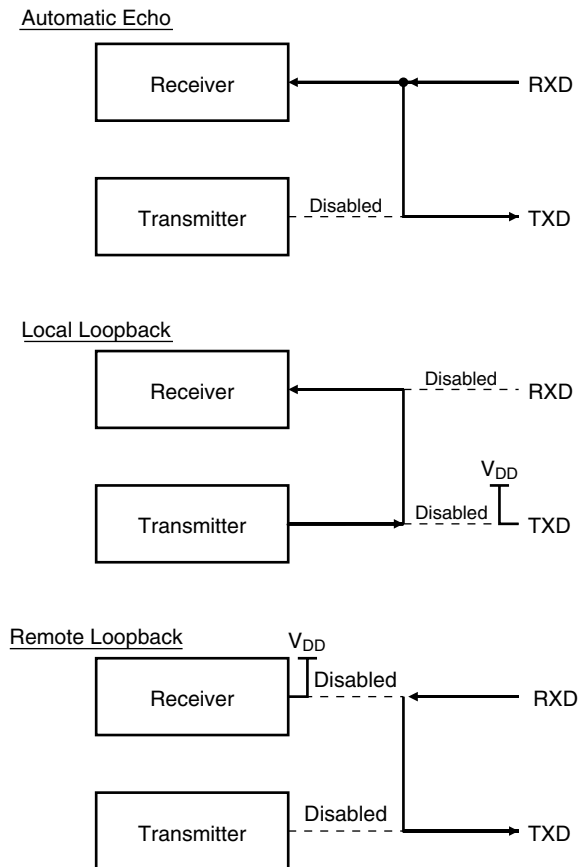 Automatic Echo
Receiver
RXD
Transmitter
Disabled
TXD
Local Loopback
Receiver
Disabled
RXD
VDD
Transmitter
Disabled
TXD
Remote Loopback
VDD
Receiver
Disabled
RXD
Transmitter
Disabled
TXD